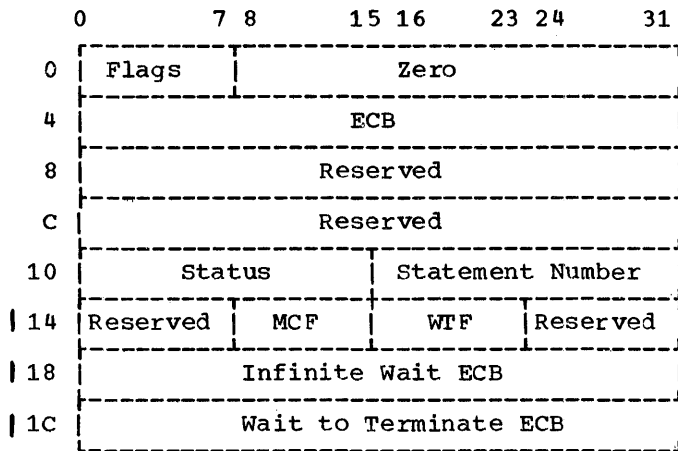 0 7 8 15 16 23 24 31
0 Flags Zero
4 ECB
8 Reserved
C Reserved
10 Status Statement Number
14 Reserved MCF WTF Reserved
18 Infinite Wait ECB
1C Wait to Terminate ECB